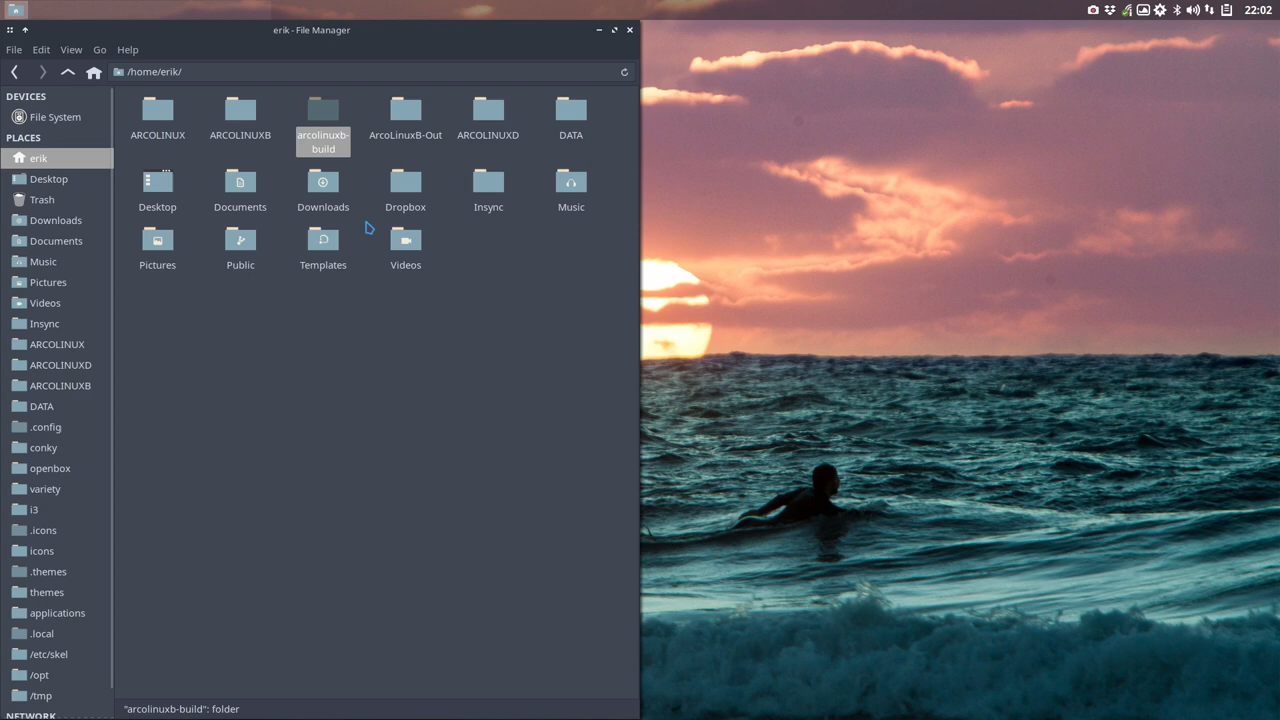 22:02
erik - File Manager
File Edit View Go Help
/home/erik/
DEVICES
File System
PLACES
erik
Desktop
Trash
Downloads
Documents
Music
Pictures
Videos
Insync
ARCOLINUX
ARCOLINUXD
ARCOLINUXB
DATA
.config
conky
openbox
variety
i3
.icons
icons
.themes
themes
applications
.local
/etc/skel
/opt
/tmp
NETWORK
ARCOLINUX ARCOLINUXB arcolinuxb- ArcoLinuxB-Out ARCOLINUXD DATA
build
Desktop Documents Downloads Dropbox Insync Music
Pictures Public Templates Videos
"arcolinuxb-build": folder